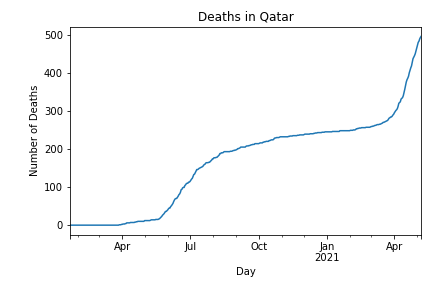 Deaths in Qatar
500
400
300
200
100
0
Number of Deaths
Apr
Jul
Oct
Jan
2021
Apr
Day